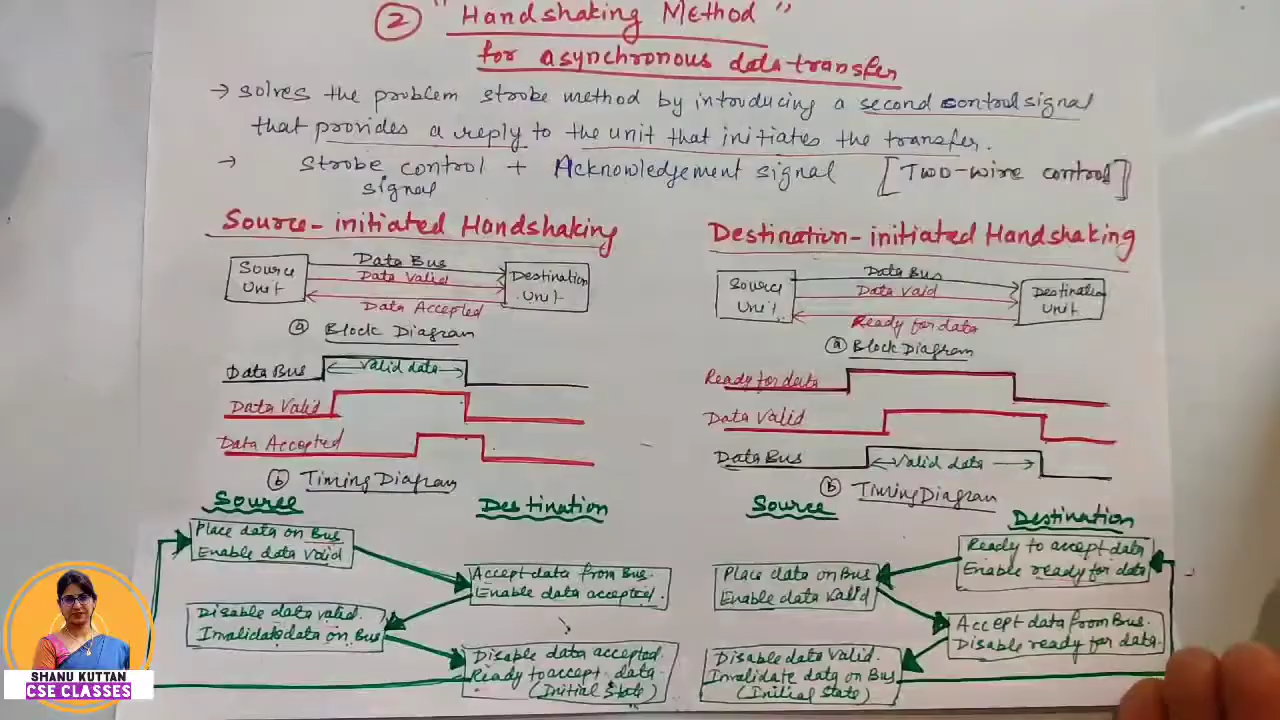 ② "Handshaking Method"
for asynchronous data transfer
→ solves the problem strobe method by introducing a second control signal
that provides a reply to the unit that initiates the transfer.
→ strobe control + Acknowledgement signal [Two-wire control]
signal
Source-initiated Handshaking
Source Unit
Data Bus
Data Valid
Data Accepted
Destination Unit
ⓐ Block Diagram
Data Bus
valid data
Data Valid
Data Accepted
ⓑ Timing Diagram
Source
Destination
Place data on Bus
Enable data valid
Accept data from Bus.
Enable data accepted.
Disable data valid.
Invalidate data on Bus
Disable data accepted.
Ready to accept data
(Initial State)
Destination-initiated Handshaking
Source Unit
Data Bus
Data Vaid
Ready for data
Destination Unit
ⓐ Block Diagram
Ready for data
Data Valid
Data Bus
valid data
ⓑ Timing Diagram
Source
Destination
Ready to accept data
Enable ready for data
Place data on Bus
Enable data valid
Accept data from Bus.
Disable ready for data.
Disable data valid.
Invalidate data on Bus
(Initial State)
SHANU KUTTAN
CSE CLASSES